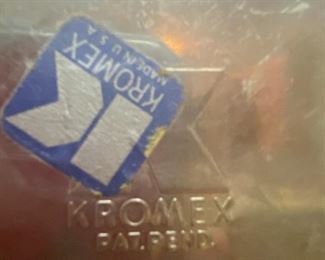 KROMEX
MADE IN U.S.A
KROMEX
PAT. PEND.